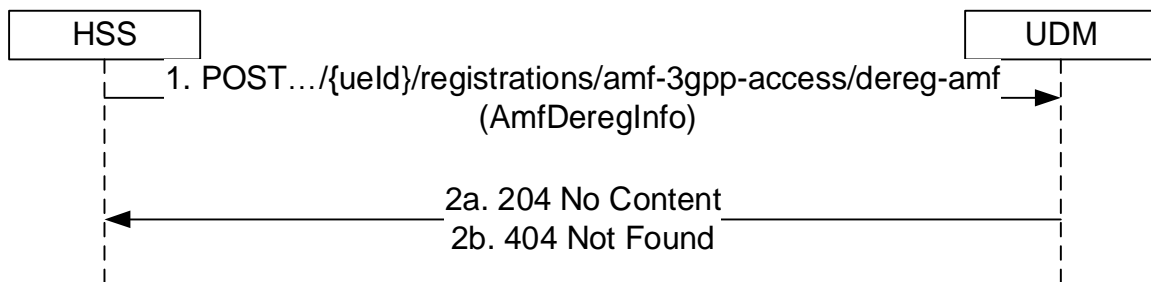 HSS
UDM
1. POST…/{ueId}/registrations/amf-3gpp-access/dereg-amf
(AmfDeregInfo)
2a. 204 No Content
2b. 404 Not Found